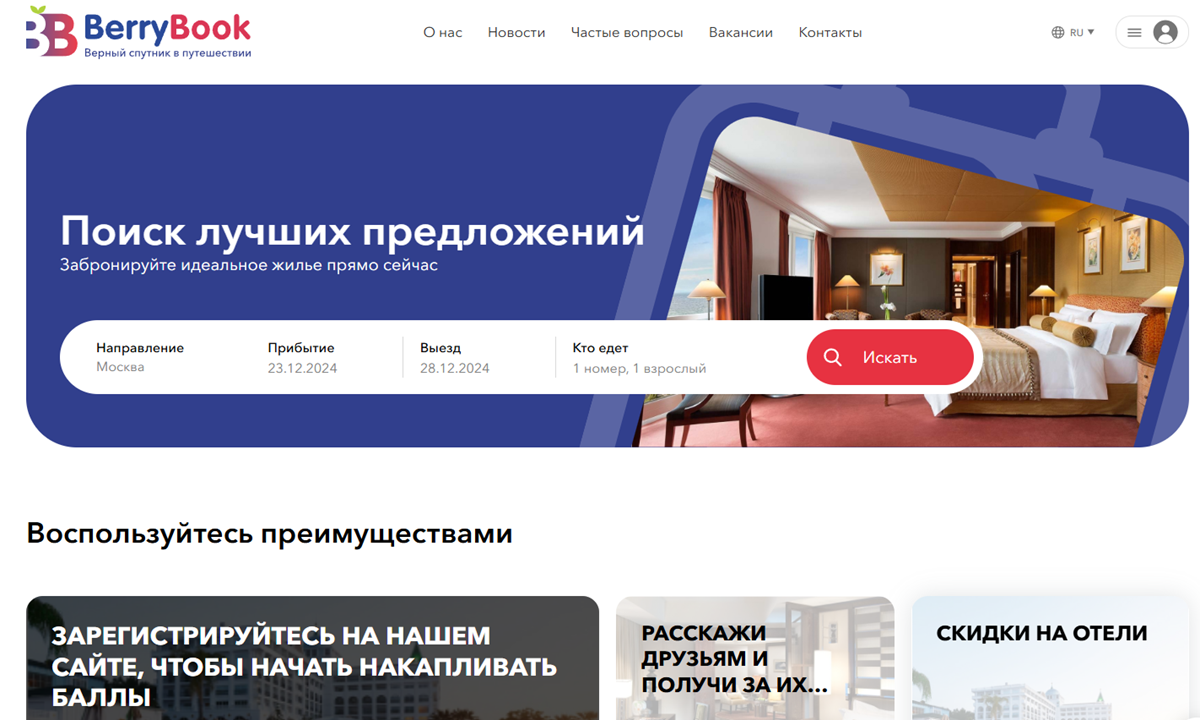 BerryBook
Верный спутник в путешествии
О нас Новости Частые вопросы Вакансии Контакты
RU
Поиск лучших предложений
Забронируйте идеальное жилье прямо сейчас
Направление Прибытие Выезд Кто едет
Москва 23.12.2024 28.12.2024 1 номер, 1 взрослый
Искать
Воспользуйтесь преимуществами
ЗАРЕГИСТРИРУЙТЕСЬ НА НАШЕМ
САЙТЕ, ЧТОБЫ НАЧАТЬ НАКАПЛИВАТЬ
БАЛЛЫ
РАССКАЖИ
ДРУЗЬЯМ И
ПОЛУЧИ ЗА ИХ...
СКИДКИ НА ОТЕЛИ